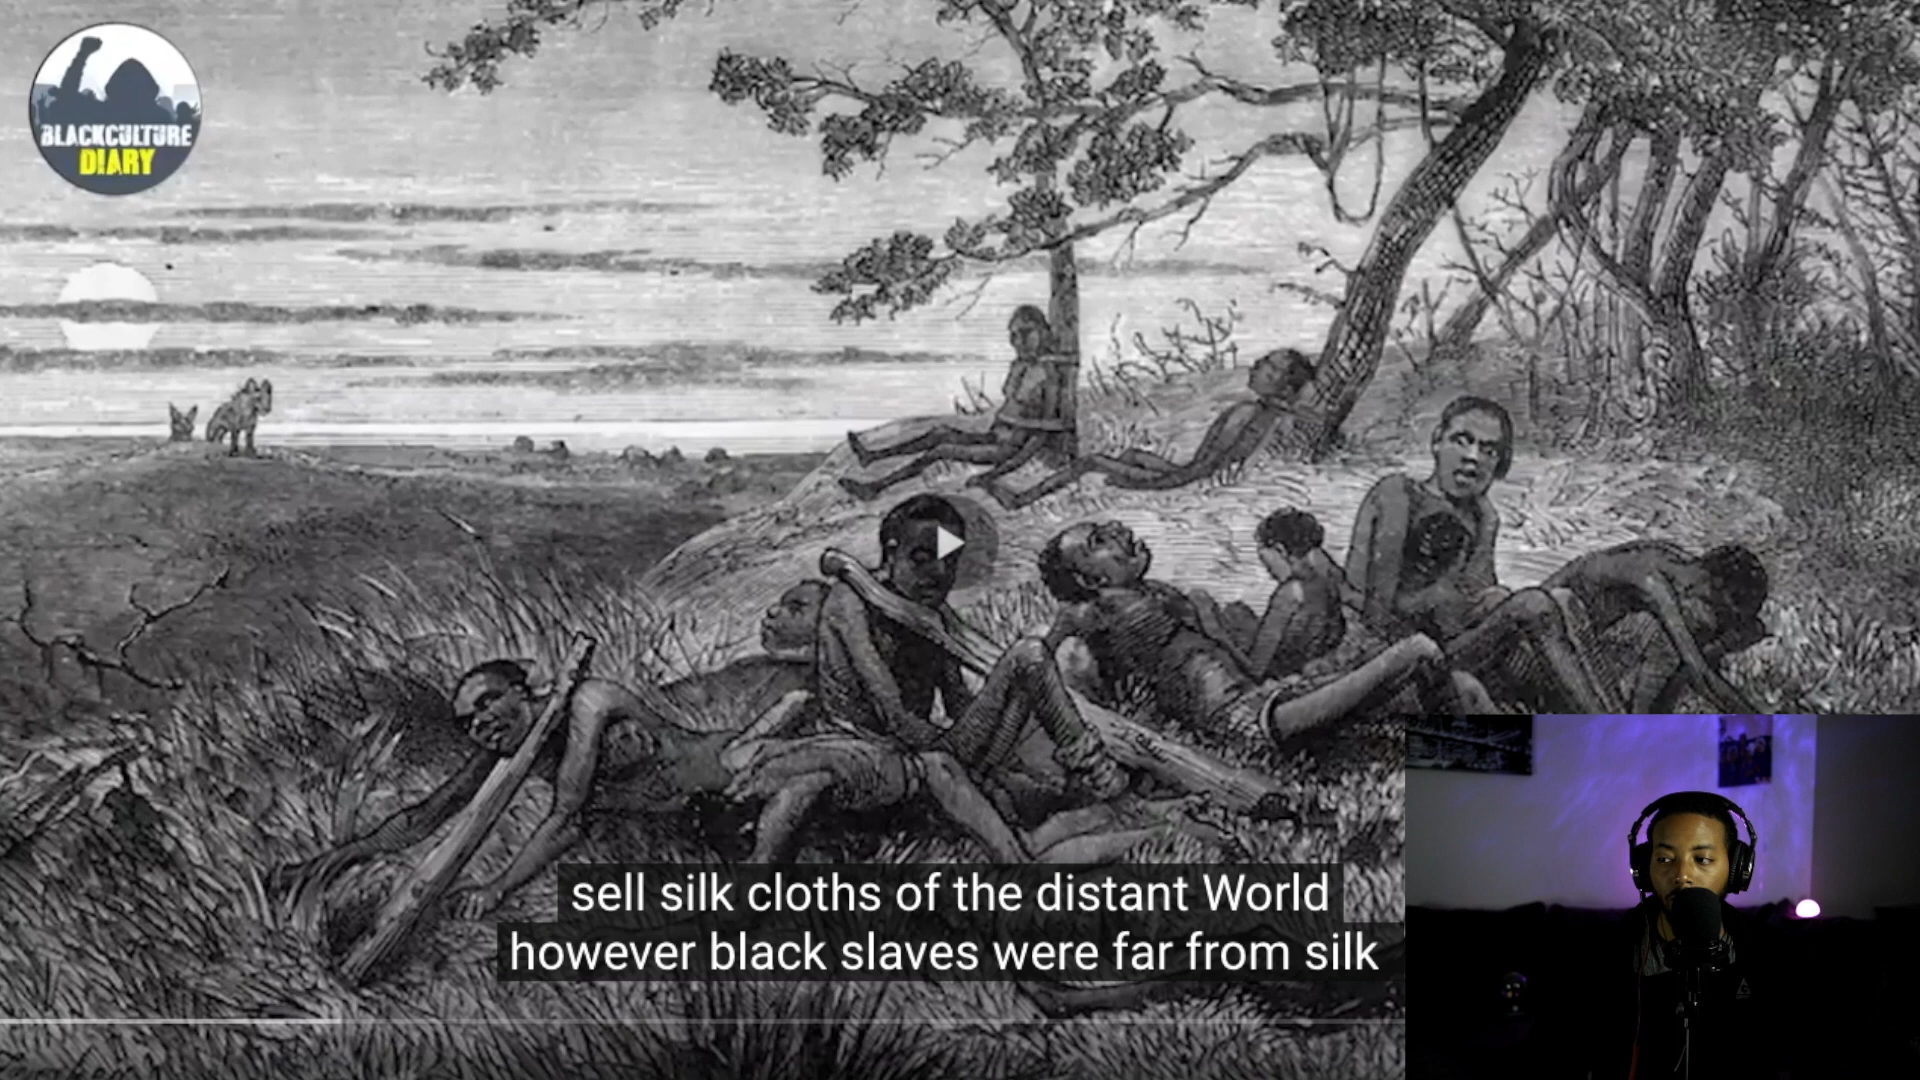 BLACKCULTURE
DIARY
sell silk cloths of the distant World
however black slaves were far from silk